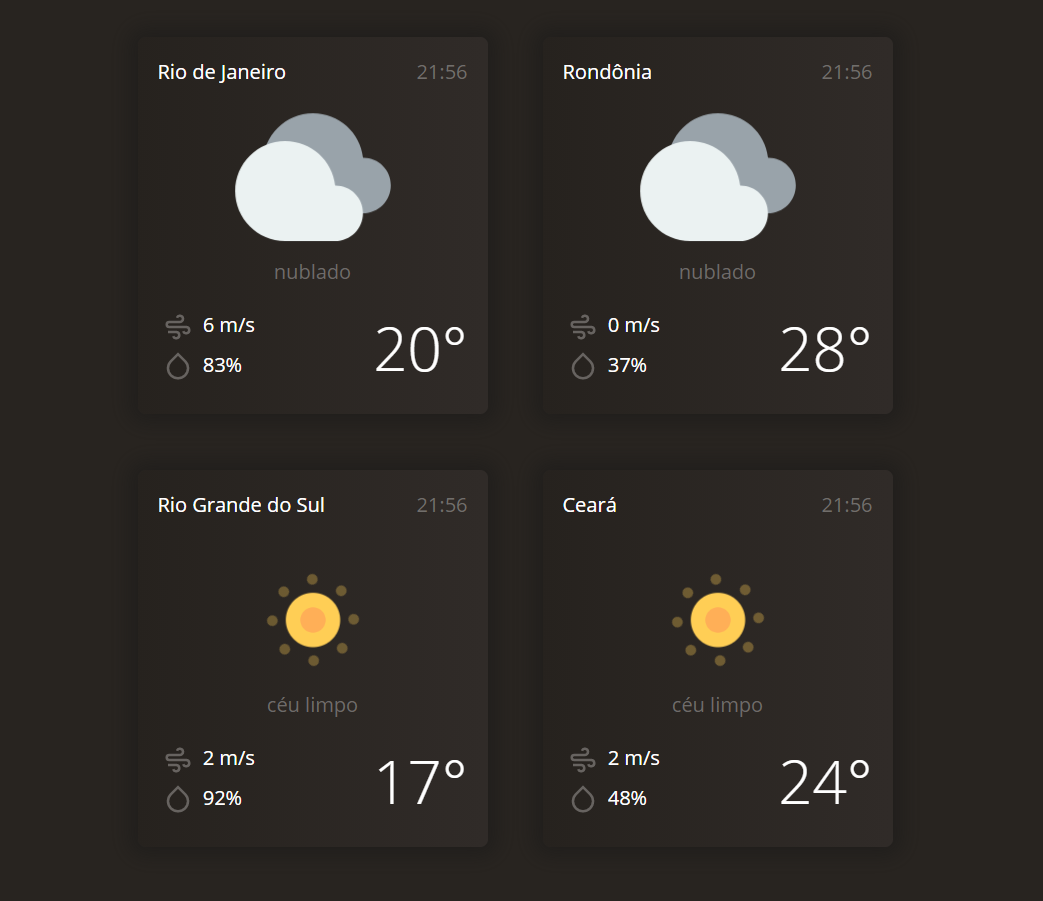 Rio de Janeiro 21:56
nublado
6 m/s
83%
20°
Rondônia 21:56
nublado
0 m/s
37%
28°
Rio Grande do Sul 21:56
céu limpo
2 m/s
92%
17°
Ceará 21:56
céu limpo
2 m/s
48%
24°